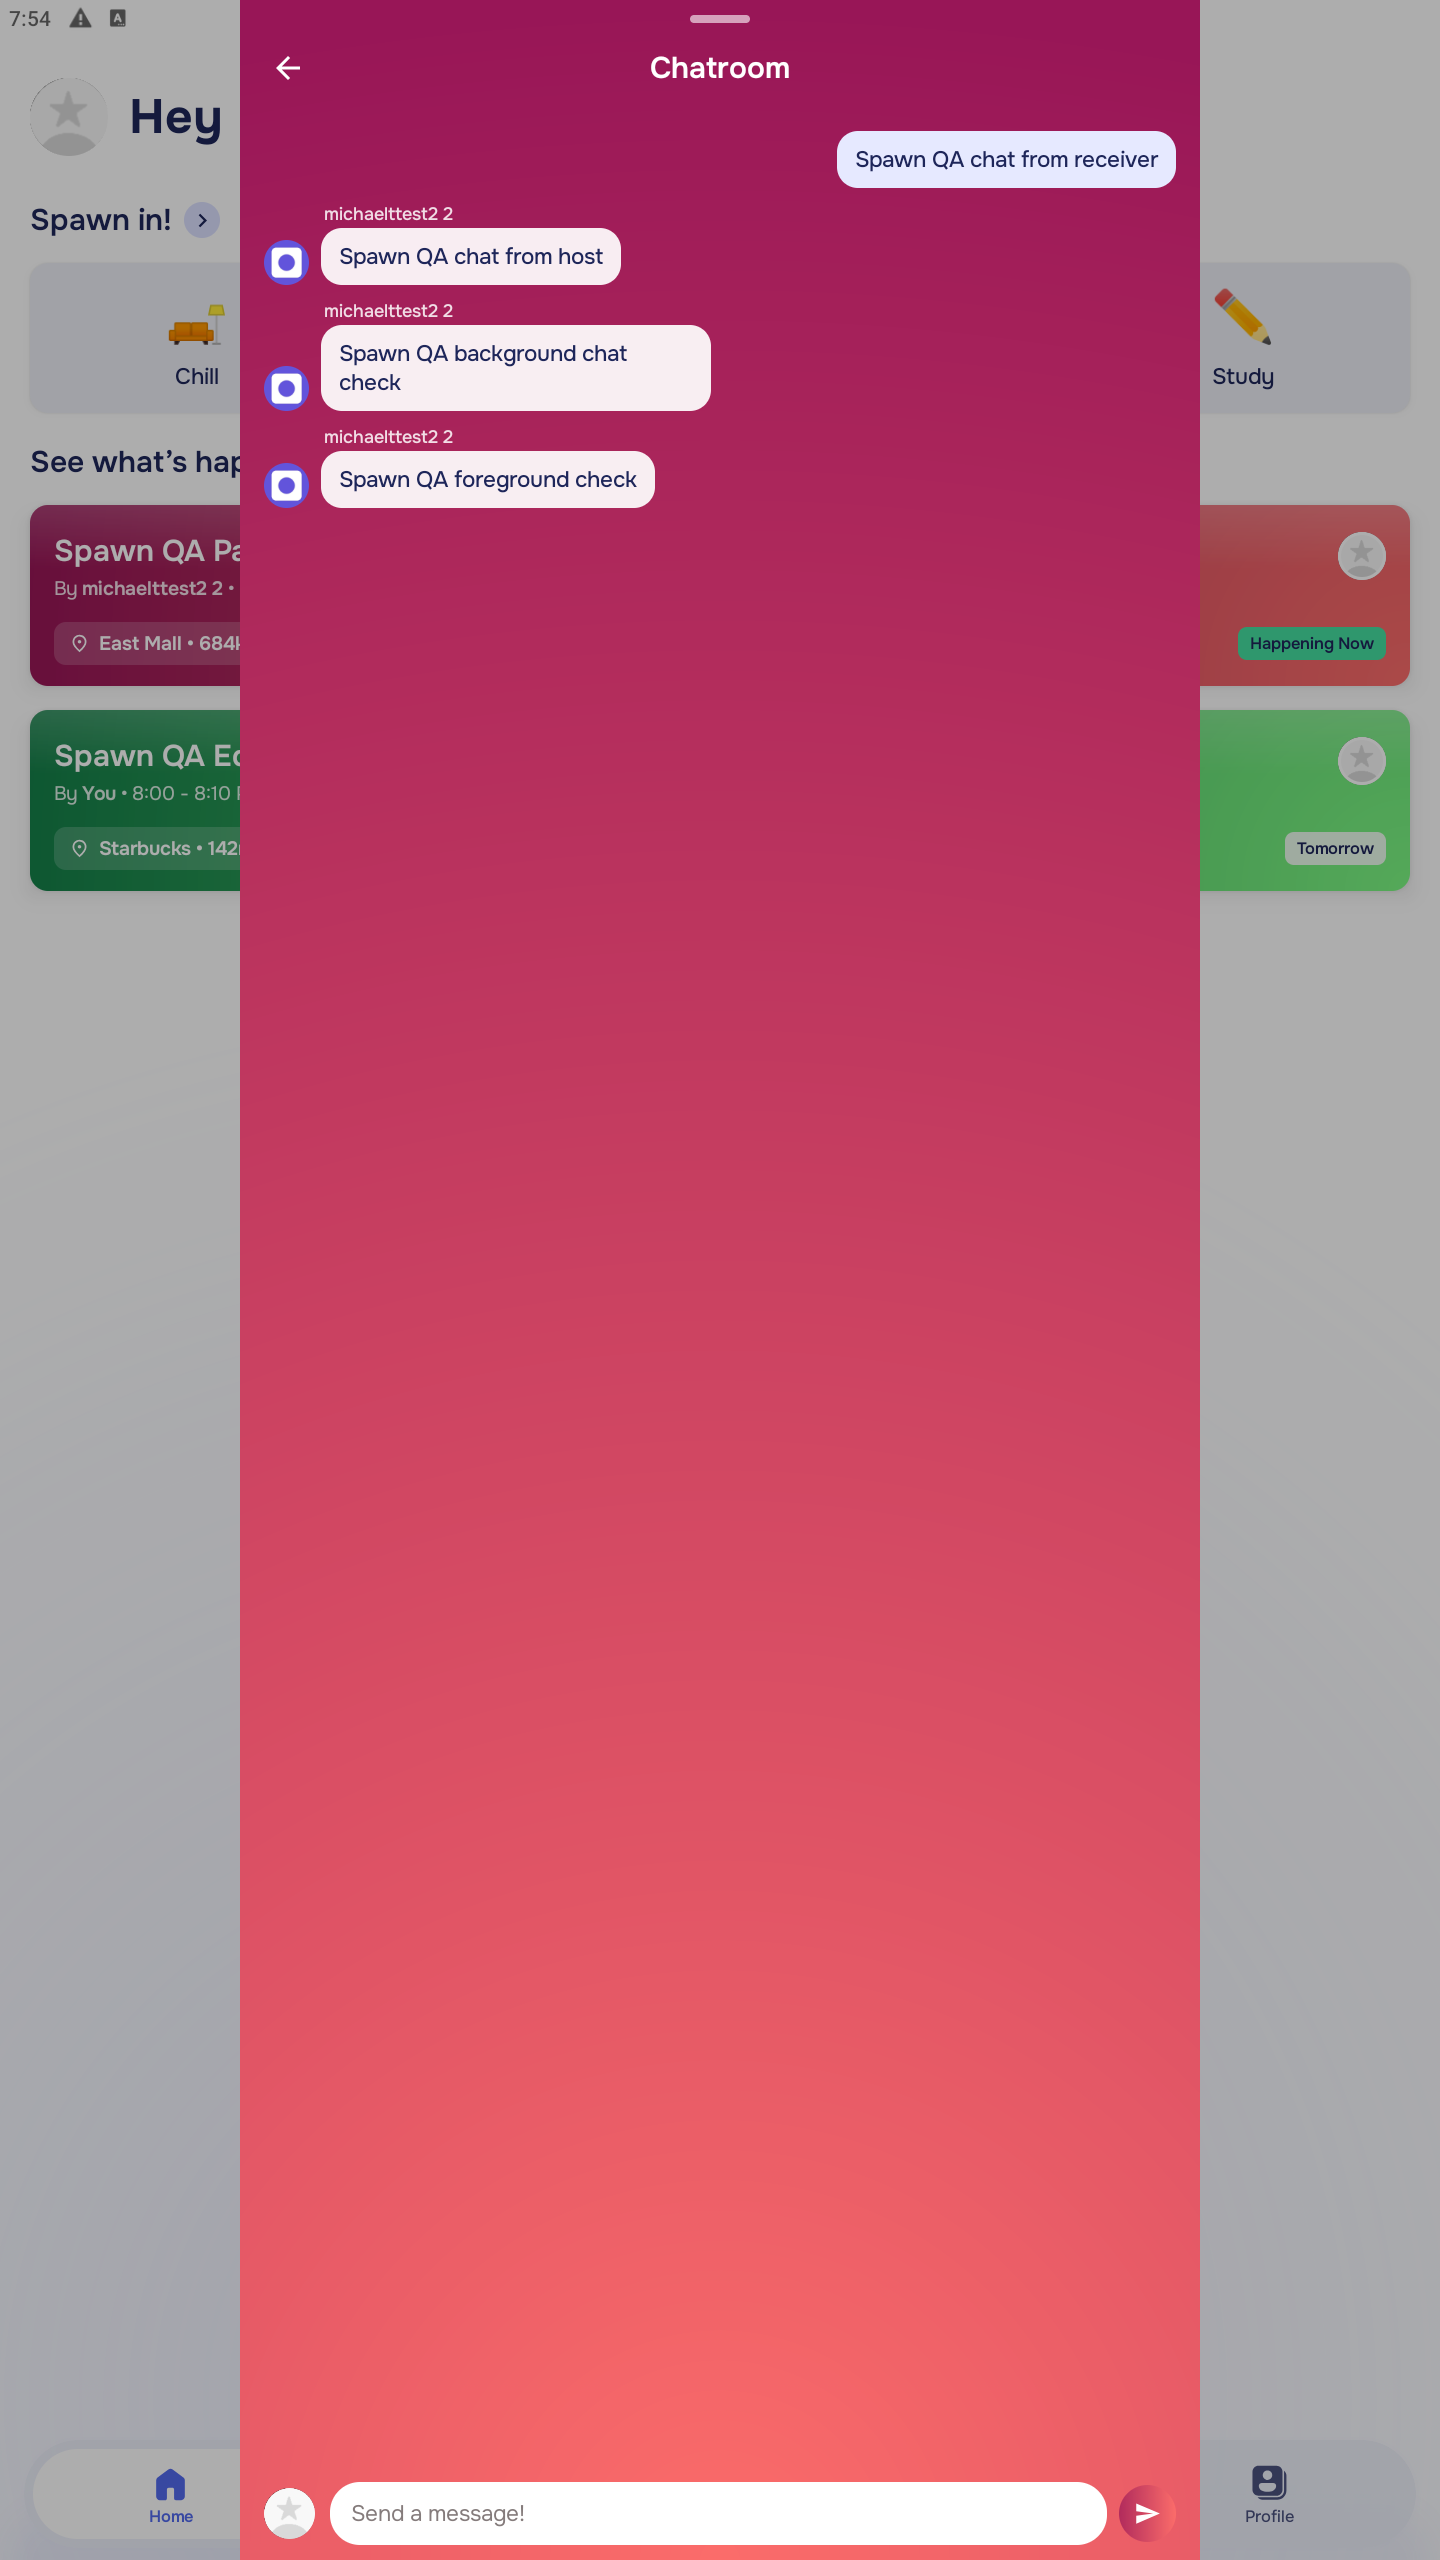 7:54
Hey
Spawn in!
Chill
Study
See what’s hap
Spawn QA Pa
By michaelttest2 2 •
East Mall • 684k
Happening Now
Spawn QA Ed
By You • 8:00 - 8:10 P
Starbucks • 142m
Tomorrow
Home
Profile
Chatroom
Spawn QA chat from receiver
michaelttest2 2
Spawn QA chat from host
michaelttest2 2
Spawn QA background chat
check
michaelttest2 2
Spawn QA foreground check
Send a message!